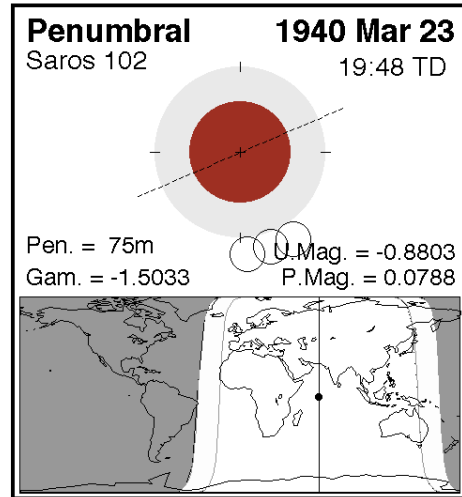 Penumbral 1940 Mar 23
Saros 102 19:48 TD
Pen. = 75m U.Mag. = -0.8803
Gam. = -1.5033 P.Mag. = 0.0788